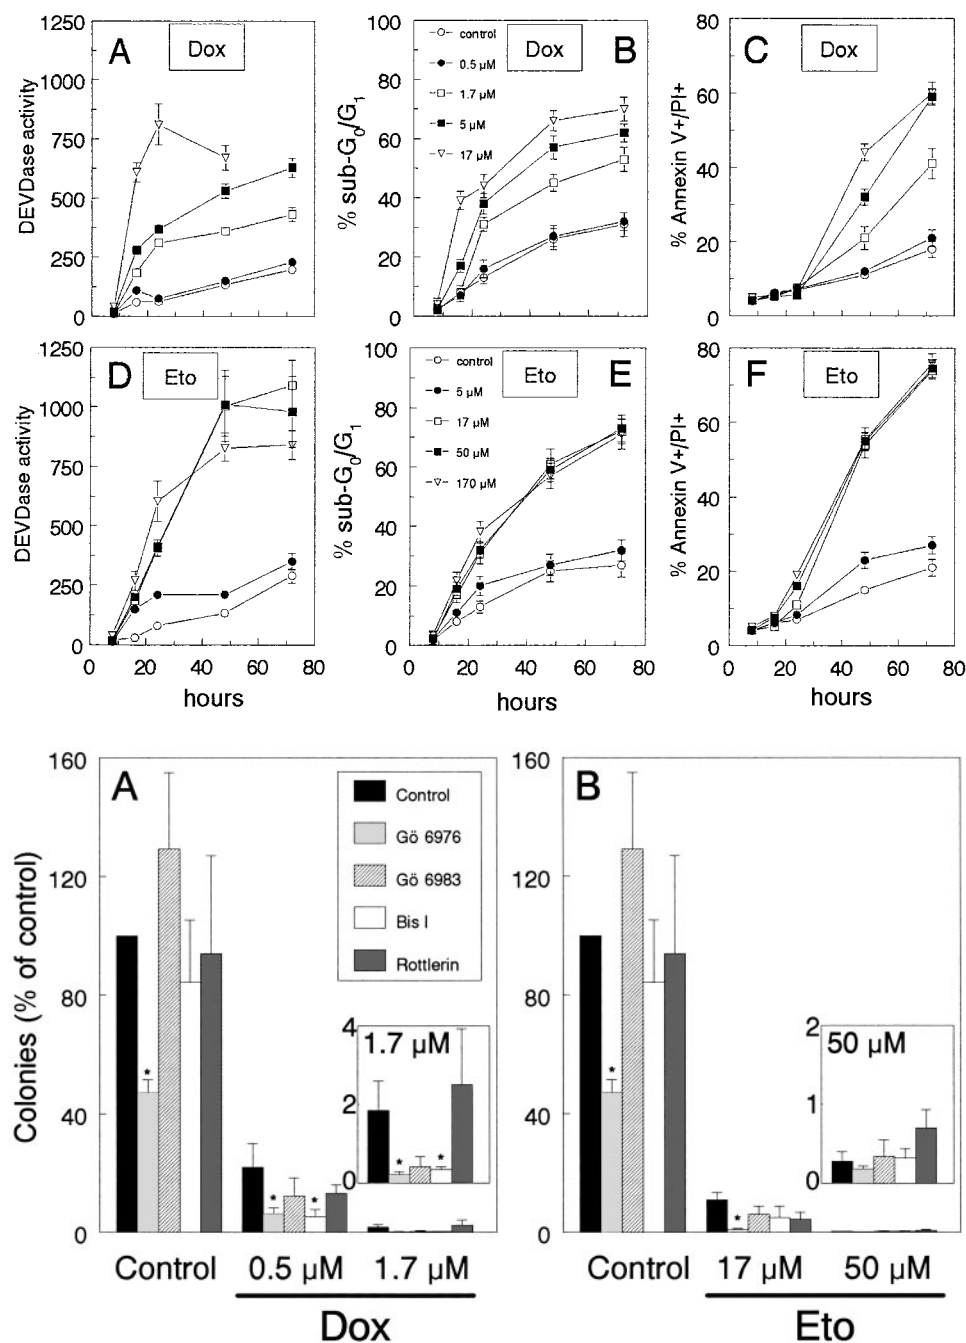 A
Dox
DEVDase activity
1250
1000
750
500
250
0
B
Dox
% sub-G0/G1
100
80
60
40
20
0
control
0.5 µM
1.7 µM
5 µM
17 µM
C
Dox
% Annexin V+/PI+
80
60
40
20
0
D
Eto
DEVDase activity
1250
1000
750
500
250
0
0 20 40 60 80
hours
E
Eto
% sub-G0/G1
100
80
60
40
20
0
control
5 µM
17 µM
50 µM
170 µM
0 20 40 60 80
hours
F
Eto
% Annexin V+/PI+
80
60
40
20
0
0 20 40 60 80
hours
A
Colonies (% of control)
160
120
80
40
0
Control
Gö 6976
Gö 6983
Bis I
Rottlerin
*
* *
4
2
0
1.7 µM
* *
Control 0.5 µM 1.7 µM
Dox
B
160
120
80
40
0
*
*
2
1
0
50 µM
Control 17 µM 50 µM
Eto